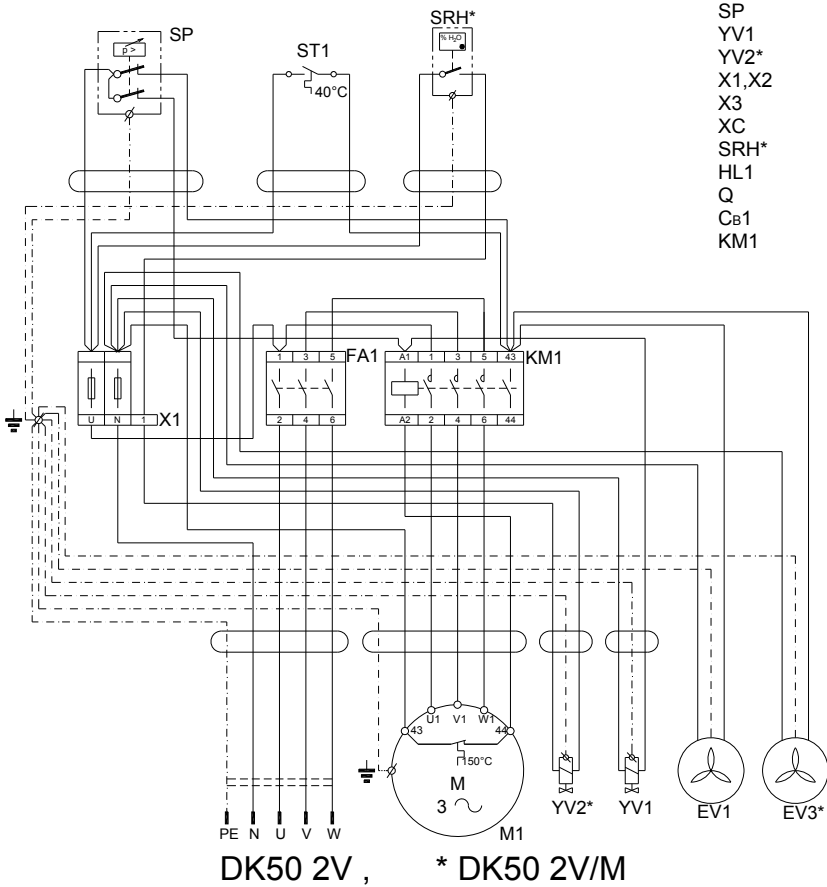 SP
p >
ST1
40°C
SRH*
% H₂O
SP
YV1
YV2*
X1,X2
X3
XC
SRH*
HL1
Q
CB1
KM1
U N 1 X1
1 3 5 FA1
2 4 6
A1 1 3 5 43 KM1
A2 2 4 6 44
43 U1 V1 W1 44
150°C
M
3
M1
YV2*
YV1
EV1
EV3*
PE N U V W
DK50 2V , * DK50 2V/M